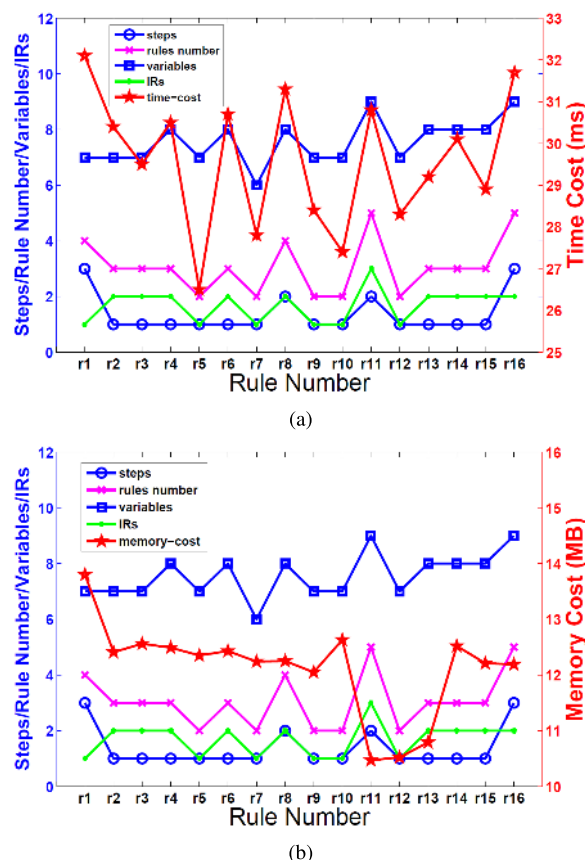 12
10
8
6
4
2
0
Steps/Rule Number/Variables/IRs
steps
rules number
variables
IRs
time-cost
33
32
31
30
29
28
27
26
25
Time Cost (ms)
r1 r2 r3 r4 r5 r6 r7 r8 r9 r10 r11 r12 r13 r14 r15 r16
Rule Number
(a)
12
10
8
6
4
2
0
Steps/Rule Number/Variables/IRs
steps
rules number
variables
IRs
memory-cost
16
15
14
13
12
11
10
Memory Cost (MB)
r1 r2 r3 r4 r5 r6 r7 r8 r9 r10 r11 r12 r13 r14 r15 r16
Rule Number
(b)